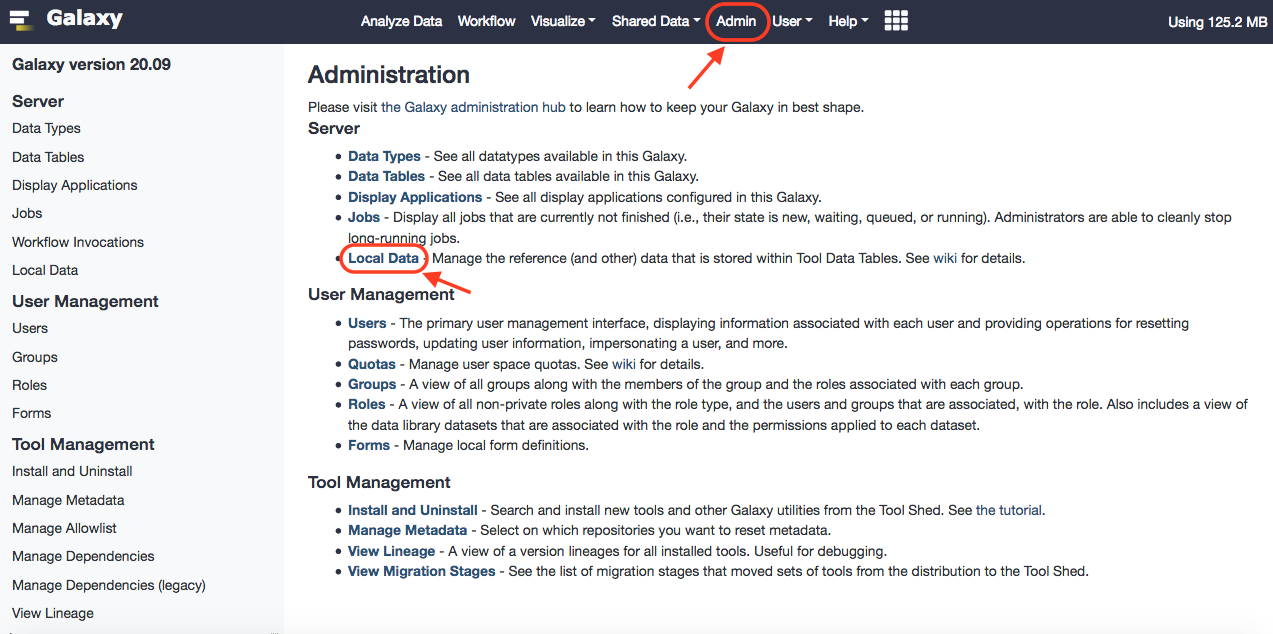 Galaxy
Analyze Data Workflow Visualize Shared Data Admin User Help
Using 125.2 MB
Galaxy version 20.09
Server
Data Types
Data Tables
Display Applications
Jobs
Workflow Invocations
Local Data
User Management
Users
Groups
Roles
Forms
Tool Management
Install and Uninstall
Manage Metadata
Manage Allowlist
Manage Dependencies
Manage Dependencies (legacy)
View Lineage
Administration
Please visit the Galaxy administration hub to learn how to keep your Galaxy in best shape.
Server
• Data Types - See all datatypes available in this Galaxy.
• Data Tables - See all data tables available in this Galaxy.
• Display Applications - See all display applications configured in this Galaxy.
• Jobs - Display all jobs that are currently not finished (i.e., their state is new, waiting, queued, or running). Administrators are able to cleanly stop
long-running jobs.
• Local Data - Manage the reference (and other) data that is stored within Tool Data Tables. See wiki for details.
User Management
• Users - The primary user management interface, displaying information associated with each user and providing operations for resetting
passwords, updating user information, impersonating a user, and more.
• Quotas - Manage user space quotas. See wiki for details.
• Groups - A view of all groups along with the members of the group and the roles associated with each group.
• Roles - A view of all non-private roles along with the role type, and the users and groups that are associated, with the role. Also includes a view of
the data library datasets that are associated with the role and the permissions applied to each dataset.
• Forms - Manage local form definitions.
Tool Management
• Install and Uninstall - Search and install new tools and other Galaxy utilities from the Tool Shed. See the tutorial.
• Manage Metadata - Select on which repositories you want to reset metadata.
• View Lineage - A view of a version lineages for all installed tools. Useful for debugging.
• View Migration Stages - See the list of migration stages that moved sets of tools from the distribution to the Tool Shed.